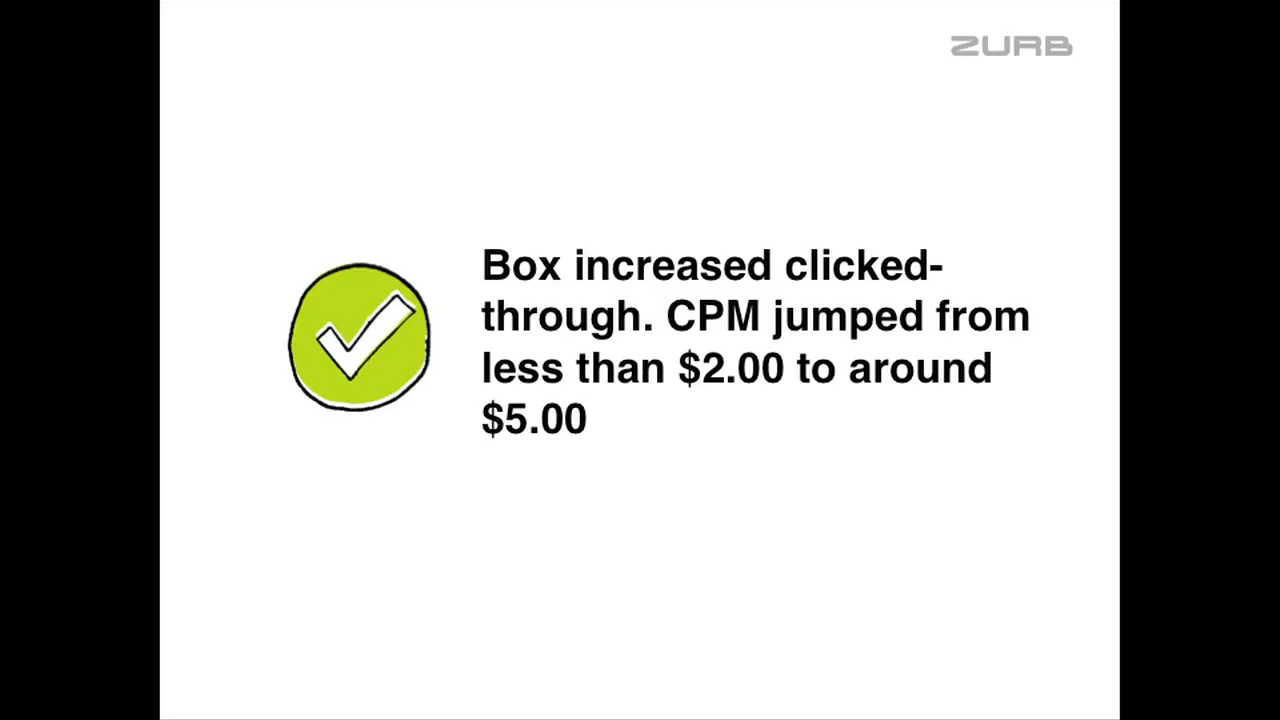 ZURB
Box increased clicked-
through. CPM jumped from
less than $2.00 to around
$5.00